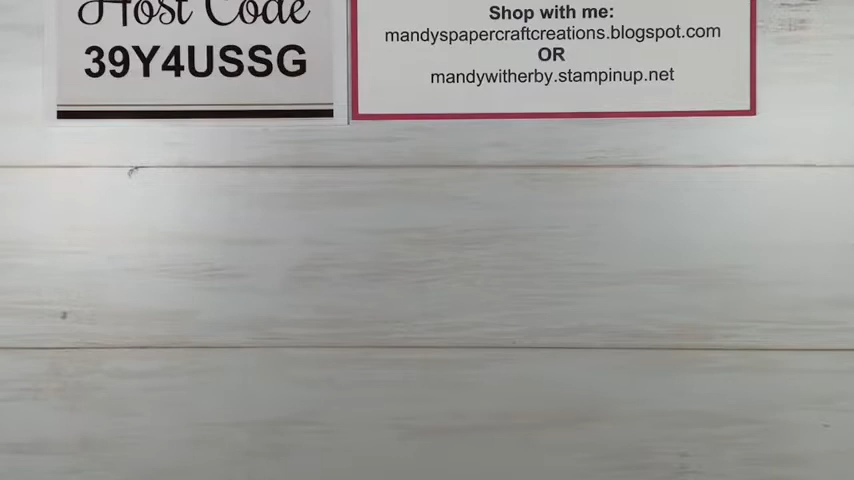 Host Code
39Y4USSG
Shop with me:
mandyspapercraftcreations.blogspot.com
OR
mandywitherby.stampinup.net